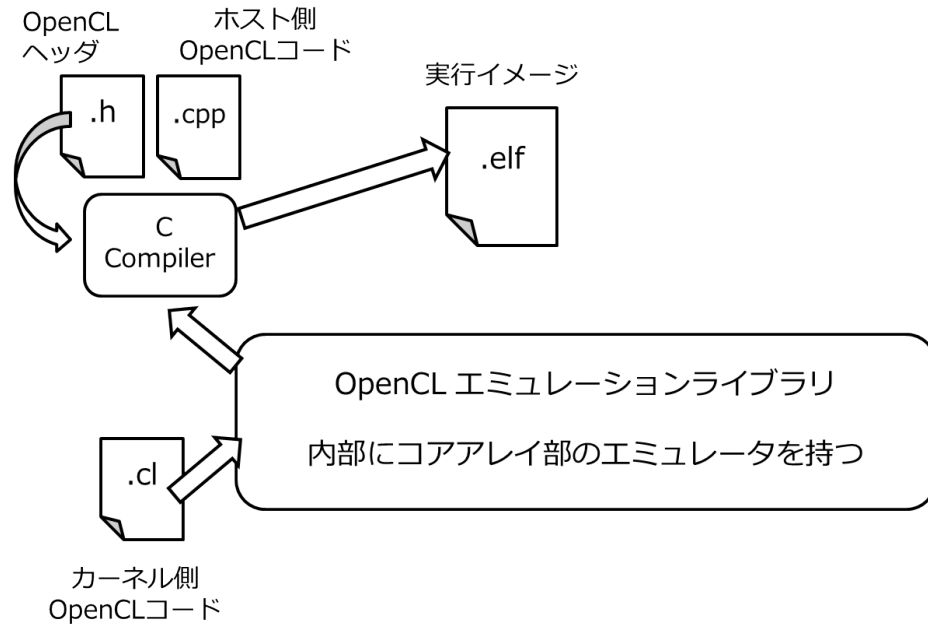 OpenCL
ヘッダ
ホスト側
OpenCLコード
実行イメージ
.h
.cpp
.elf
C
Compiler
OpenCL エミュレーションライブラリ
内部にコアアレイ部のエミュレータを持つ
.cl
カーネル側
OpenCLコード